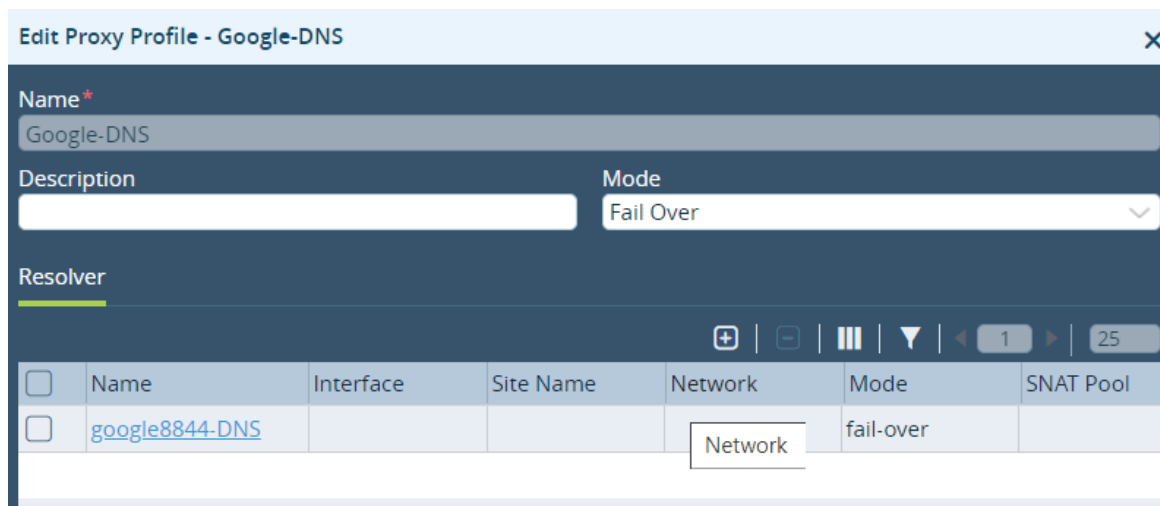 Edit Proxy Profile - Google-DNS
Name*
Google-DNS
Description Mode
Fail Over
Resolver
1 25
Name Interface Site Name Network Mode SNAT Pool
google8844-DNS fail-over
Network